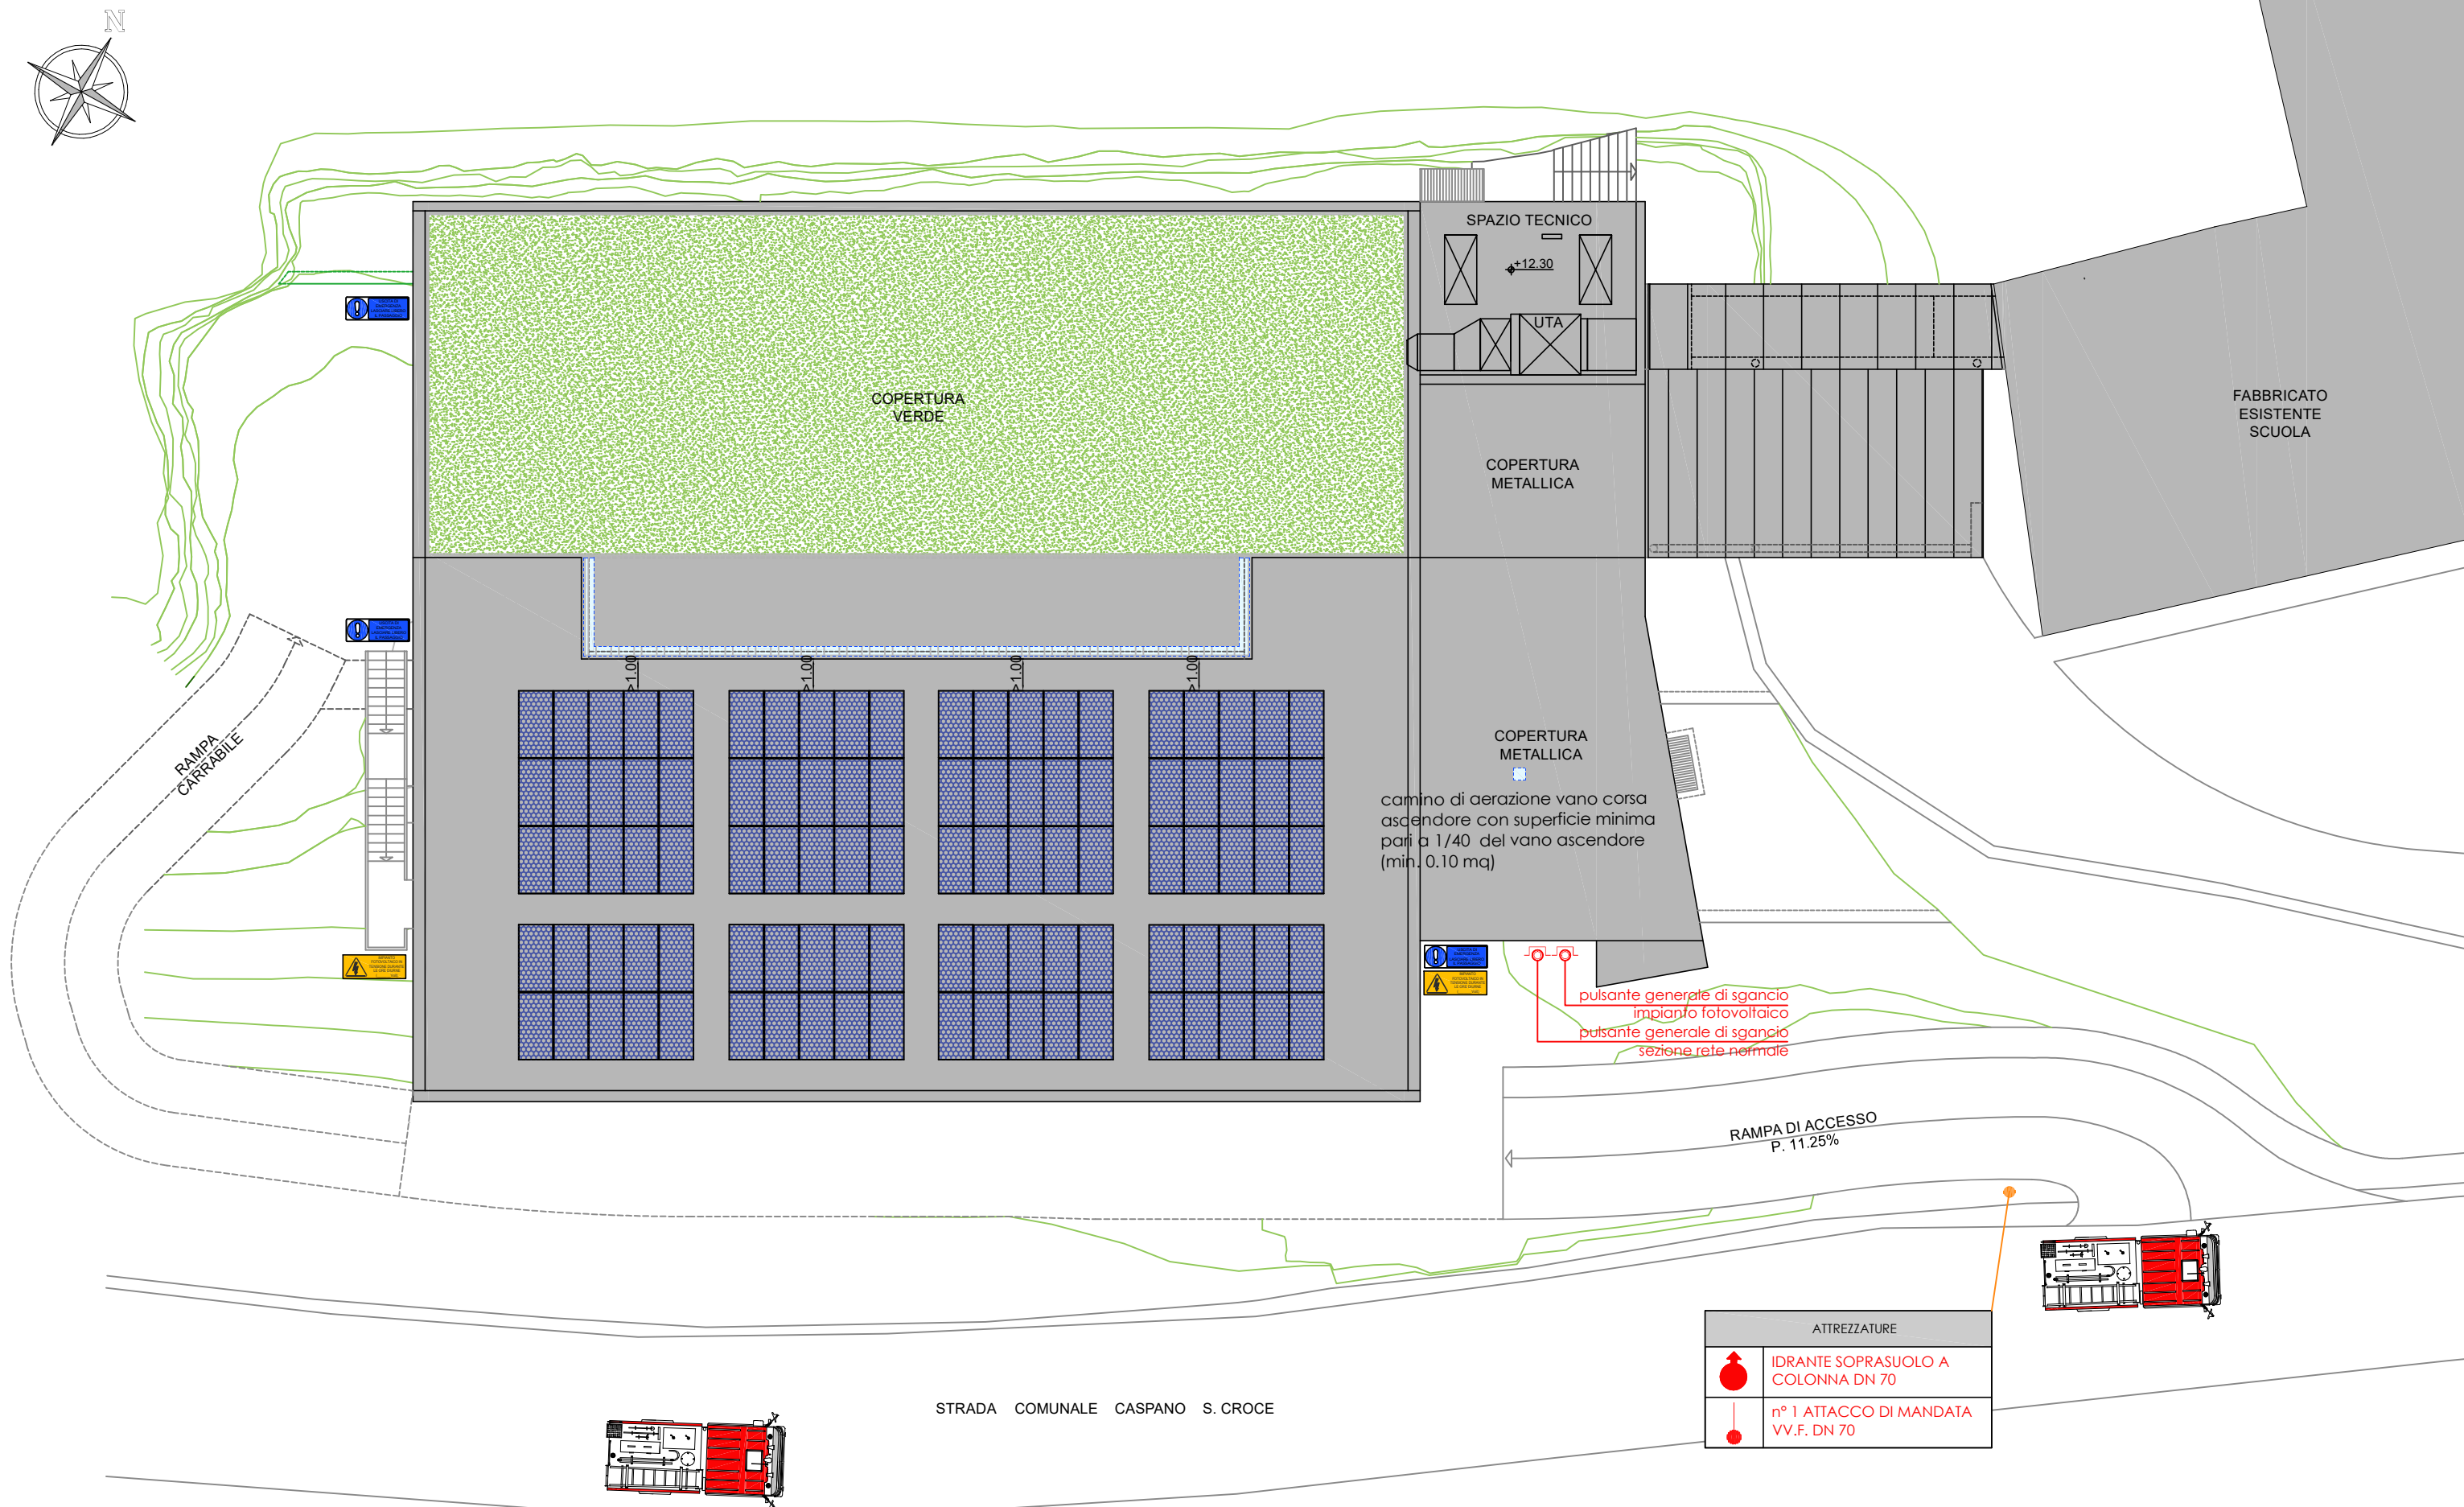 N
SPAZIO TECNICO
+12.30
UTA
COPERTURA
VERDE
COPERTURA
METALLICA
FABBRICATO
ESISTENTE
SCUOLA
>1.00
>1.00
>1.00
>1.00
RAMPA
CARRABILE
COPERTURA
METALLICA
camino di aerazione vano corsa
ascendore con superficie minima
pari a 1/40 del vano ascendore
(min. 0.10 mq)
pulsante generale di sgancio
impianto fotovoltaico
pulsante generale di sgancio
sezione rete normale
RAMPA DI ACCESSO
P. 11.25%
ATTREZZATURE
IDRANTE SOPRASUOLO A
COLONNA DN 70
n° 1 ATTACCO DI MANDATA
VV.F. DN 70
STRADA COMUNALE CASPANO S. CROCE